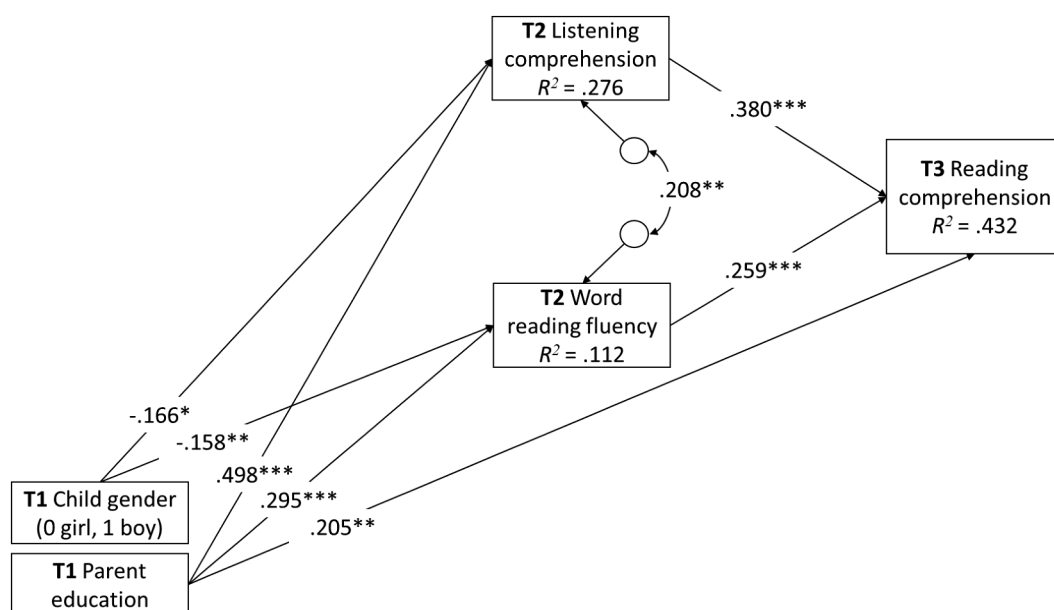 T2 Listening
comprehension
R² = .276
.380***
T3 Reading
comprehension
R² = .432
.208**
.259***
T2 Word
reading fluency
R² = .112
-.166*
-.158**
.498***
.295***
.205**
T1 Child gender
(0 girl, 1 boy)
T1 Parent
education